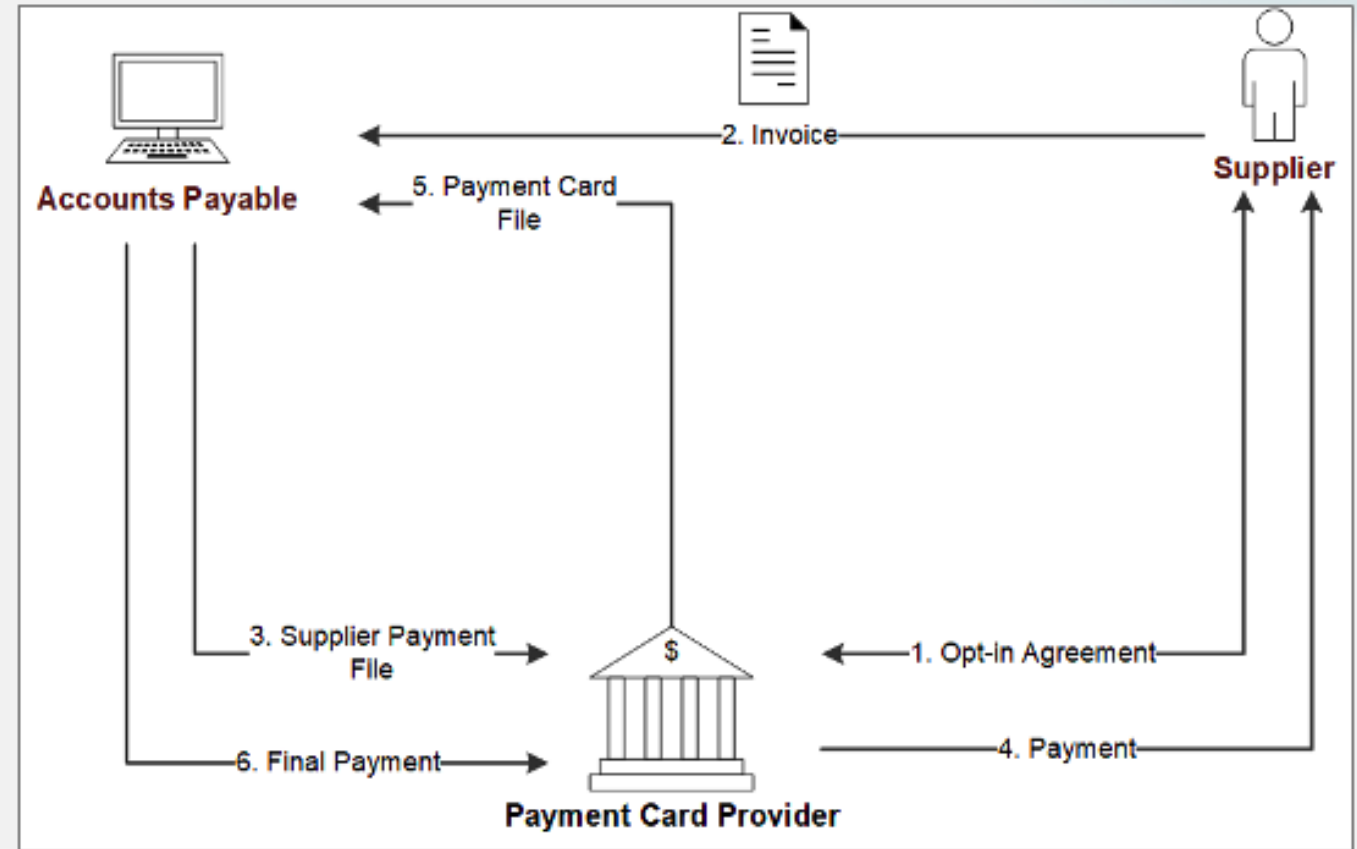 2. Invoice
Supplier
Accounts Payable
5. Payment Card
File
3. Supplier Payment
File
$
1. Opt-in Agreement
6. Final Payment
4. Payment
Payment Card Provider